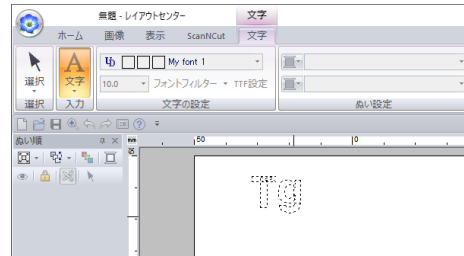 無題 - レイアウトセンター 文字
ホーム 画像 表示 ScanNCut 文字
選択 文字 My font 1
10.0 フォントフィルター TTF設定
選択 入力 文字の設定 ぬい設定
ぬい順
mm 50 0
Tg